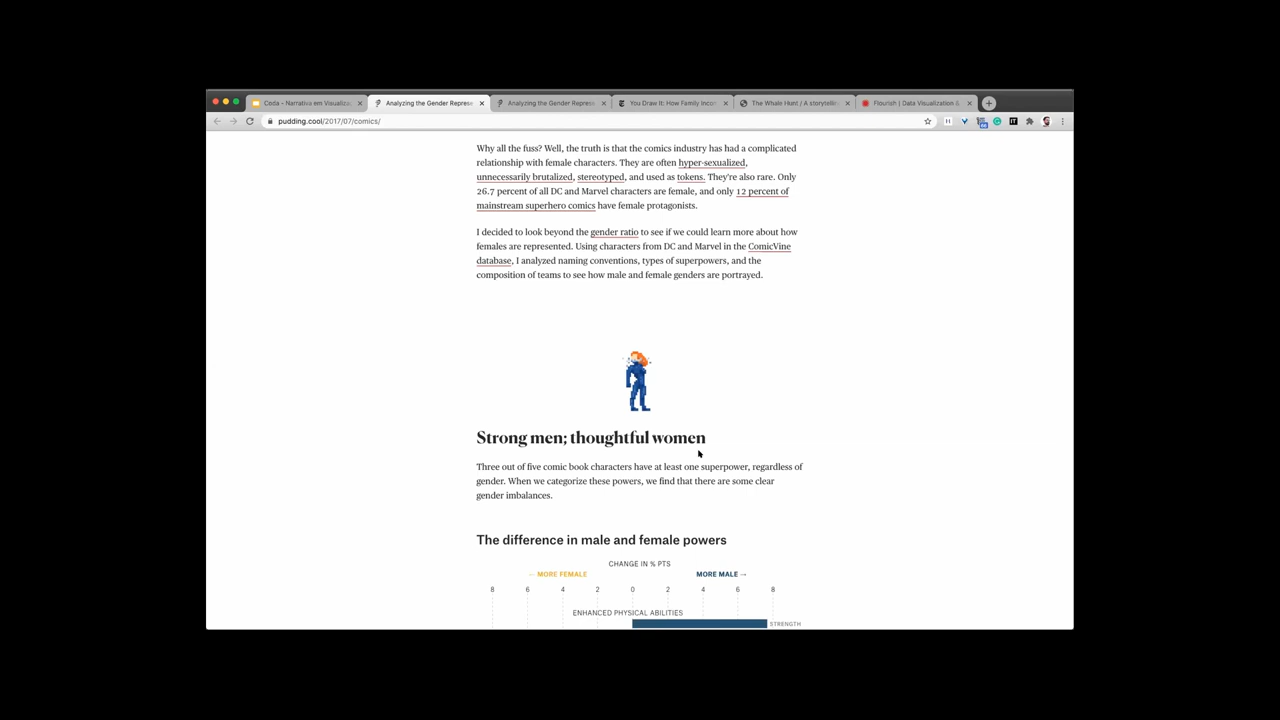 Coda - Narrativa em Visualiza
Analyzing the Gender Represe
Analyzing the Gender Represe
You Draw It: How Family Incor
The Whale Hunt / A storytellin
Flourish | Data Visualization &
pudding.cool/2017/07/comics/
Why all the fuss? Well, the truth is that the comics industry has had a complicated
relationship with female characters. They are often hyper-sexualized,
unnecessarily brutalized, stereotyped, and used as tokens. They're also rare. Only
26.7 percent of all DC and Marvel characters are female, and only 12 percent of
mainstream superhero comics have female protagonists.
I decided to look beyond the gender ratio to see if we could learn more about how
females are represented. Using characters from DC and Marvel in the ComicVine
database, I analyzed naming conventions, types of superpowers, and the
composition of teams to see how male and female genders are portrayed.
Strong men; thoughtful women
Three out of five comic book characters have at least one superpower, regardless of
gender. When we categorize these powers, we find that there are some clear
gender imbalances.
The difference in male and female powers
CHANGE IN % PTS
← MORE FEMALE MORE MALE →
8 6 4 2 0 2 4 6 8
ENHANCED PHYSICAL ABILITIES
STRENGTH